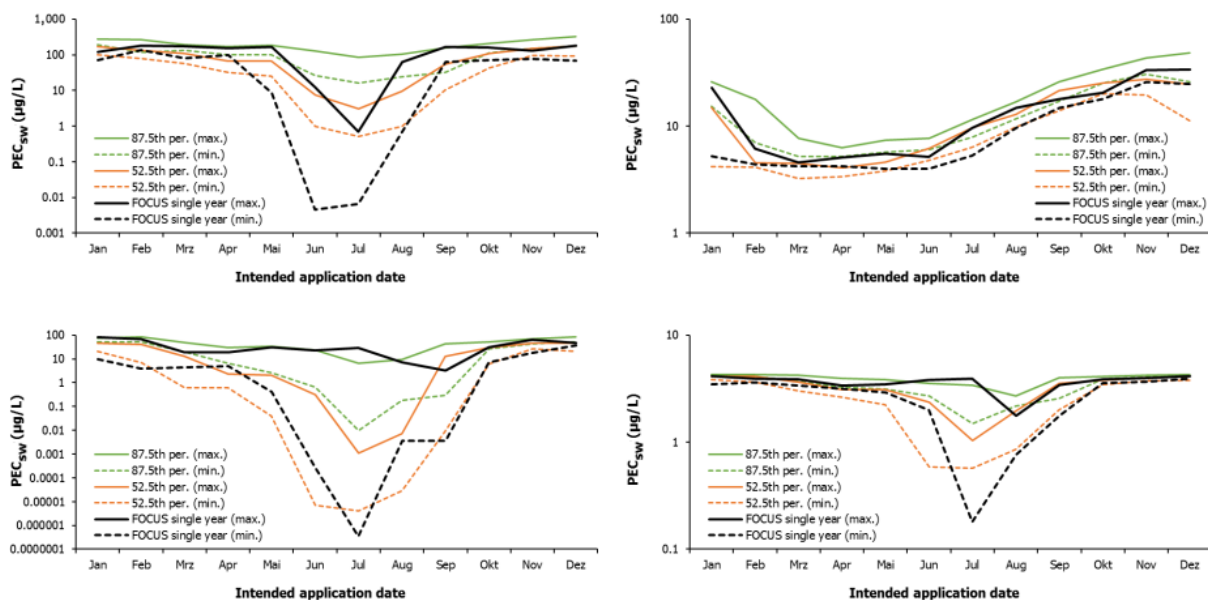 1,000
100
10
1
0.1
0.01
0.001
PECsw (µg/L)
87.5th per. (max.)
87.5th per. (min.)
52.5th per. (max.)
52.5th per. (min.)
FOCUS single year (max.)
FOCUS single year (min.)
Jan Feb Mrz Apr Mai Jun Jul Aug Sep Okt Nov Dez
Intended application date
100
10
1
PECsw (µg/L)
87.5th per. (max.)
87.5th per. (min.)
52.5th per. (max.)
52.5th per. (min.)
FOCUS single year (max.)
FOCUS single year (min.)
Jan Feb Mrz Apr Mai Jun Jul Aug Sep Okt Nov Dez
Intended application date
100
10
1
0.1
0.01
0.001
0.0001
0.00001
0.000001
0.0000001
PECsw (µg/L)
87.5th per. (max.)
87.5th per. (min.)
52.5th per. (max.)
52.5th per. (min.)
FOCUS single year (max.)
FOCUS single year (min.)
Jan Feb Mrz Apr Mai Jun Jul Aug Sep Okt Nov Dez
Intended application date
10
1
0.1
PECsw (µg/L)
87.5th per. (max.)
87.5th per. (min.)
52.5th per. (max.)
52.5th per. (min.)
FOCUS single year (max.)
FOCUS single year (min.)
Jan Feb Mrz Apr Mai Jun Jul Aug Sep Okt Nov Dez
Intended application date